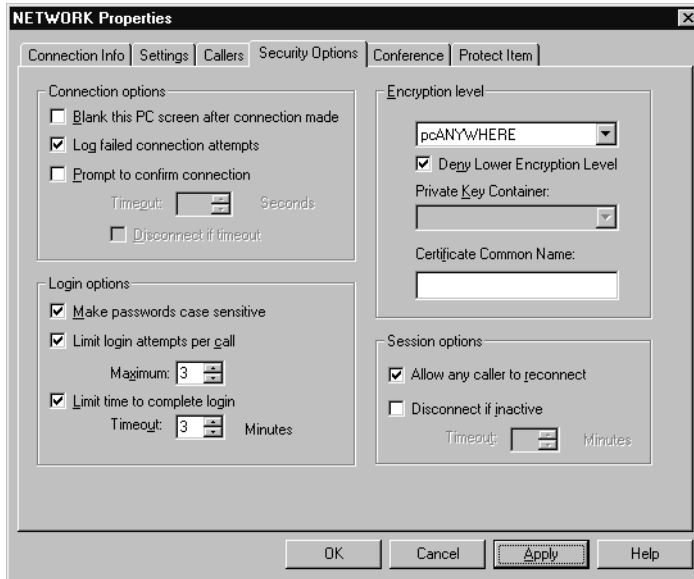 NETWORK Properties
Connection Info Settings Callers Security Options Conference Protect Item
Connection options
Blank this PC screen after connection made
Log failed connection attempts
Prompt to confirm connection
Timeout: Seconds
Disconnect if timeout
Login options
Make passwords case sensitive
Limit login attempts per call
Maximum: 3
Limit time to complete login
Timeout: 3 Minutes
Encryption level
pcANYWHERE
Deny Lower Encryption Level
Private Key Container:
Certificate Common Name:
Session options
Allow any caller to reconnect
Disconnect if inactive
Timeout: Minutes
OK Cancel Apply Help